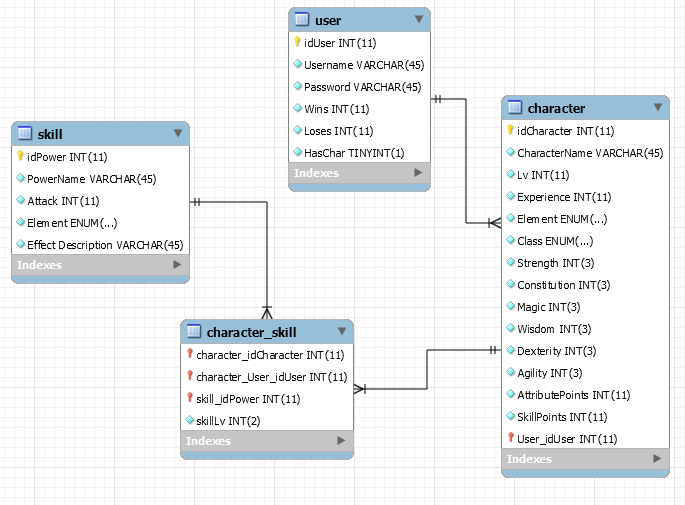 user
idUser INT(11)
Username VARCHAR(45)
Password VARCHAR(45)
Wins INT(11)
Loses INT(11)
HasChar TINYINT(1)
Indexes
skill
idPower INT(11)
PowerName VARCHAR(45)
Attack INT(11)
Element ENUM(...)
Effect Description VARCHAR(45)
Indexes
character
idCharacter INT(11)
CharacterName VARCHAR(45)
Lv INT(11)
Experience INT(11)
Element ENUM(...)
Class ENUM(...)
Strength INT(3)
Constitution INT(3)
Magic INT(3)
Wisdom INT(3)
Dexterity INT(3)
Agility INT(3)
AttributePoints INT(11)
SkillPoints INT(11)
User_idUser INT(11)
Indexes
character_skill
character_idCharacter INT(11)
character_User_idUser INT(11)
skill_idPower INT(11)
skillLv INT(2)
Indexes